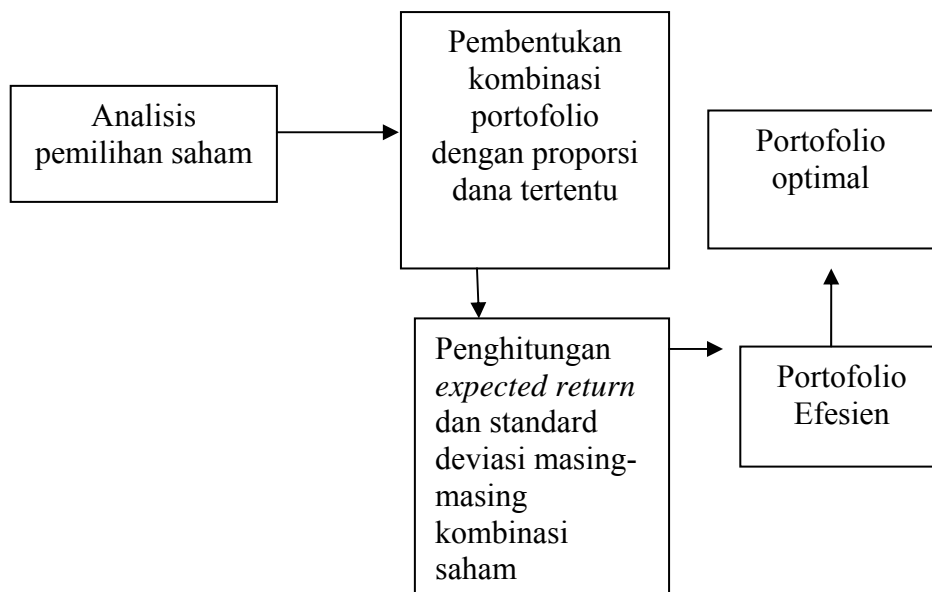 Analisis
pemilihan saham
Pembentukan
kombinasi
portofolio
dengan proporsi
dana tertentu
Penghitungan
expected return
dan standard
deviasi masing-
masing
kombinasi
saham
Portofolio
Efesien
Portofolio
optimal